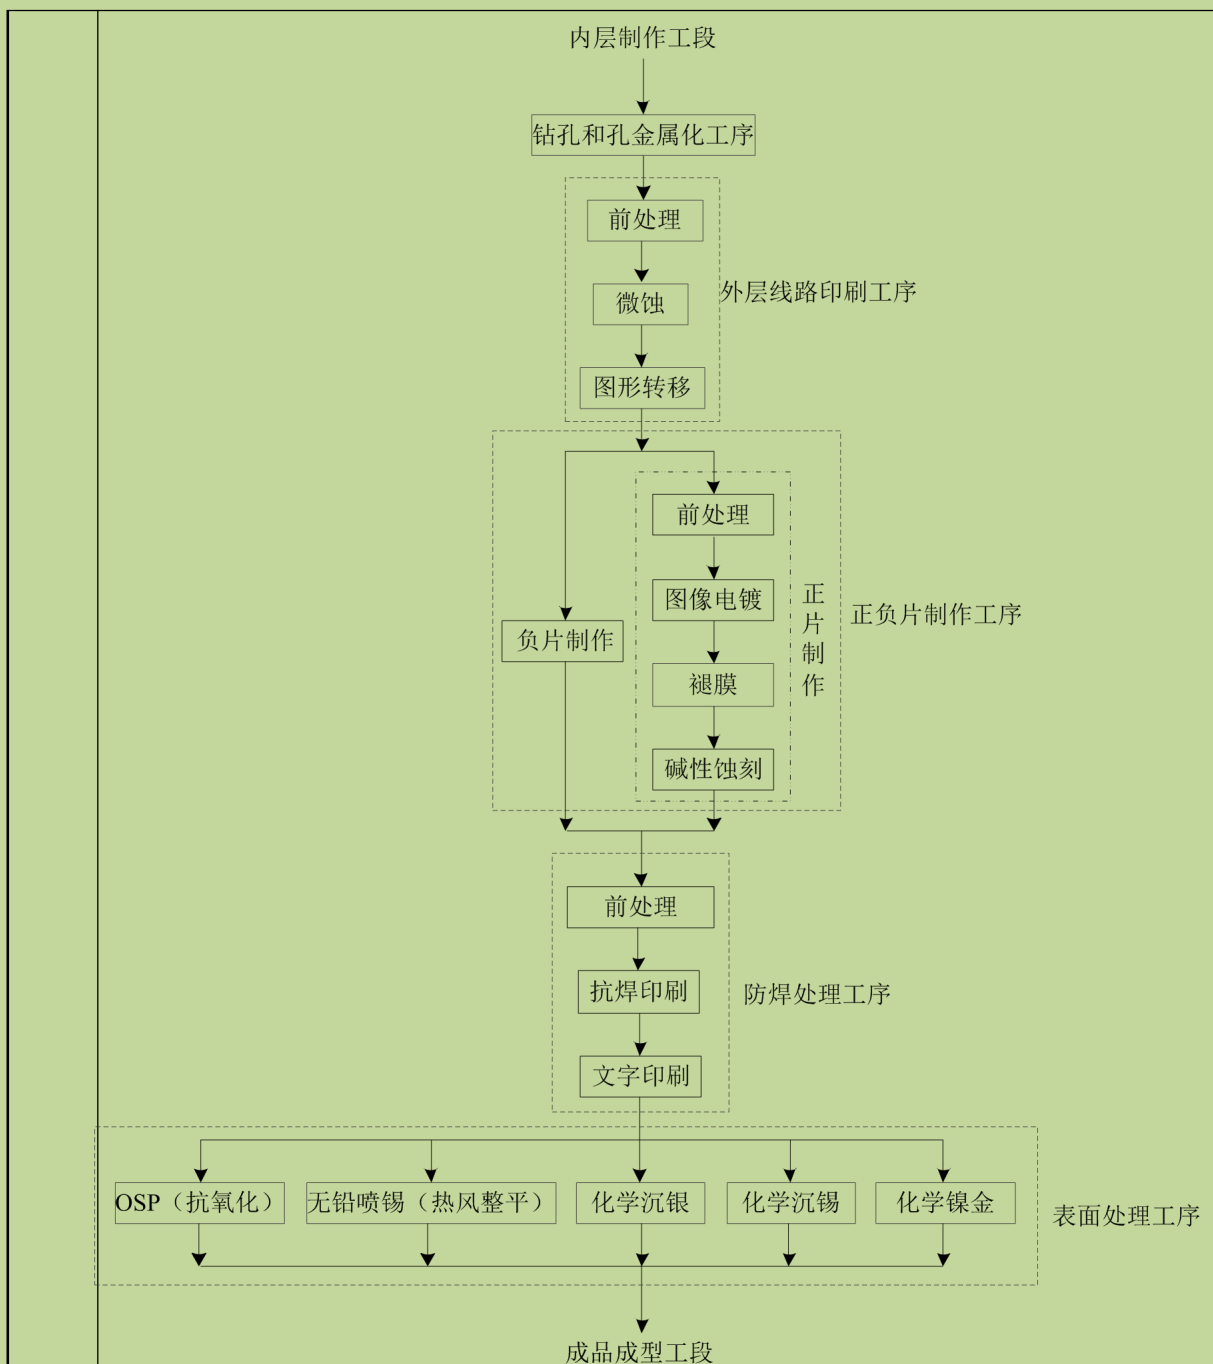 内层制作工段
钻孔和孔金属化工序
前处理
微蚀
外层线路印刷工序
图形转移
前处理
图像电镀
正片制作
正负片制作工序
负片制作
褪膜
碱性蚀刻
前处理
抗焊印刷
防焊处理工序
文字印刷
OSP（抗氧化）
无铅喷锡（热风整平）
化学沉银
化学沉锡
化学镍金
表面处理工序
成品成型工段